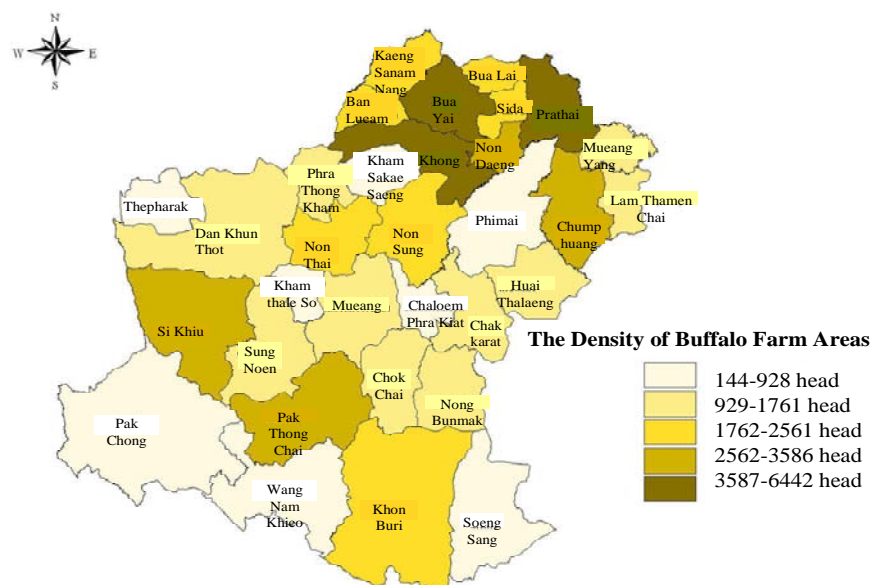 N
W E
S
Kaeng
Sanam
Nang
Bua Lai
Ban
Lueam
Bua
Yai
Sida
Prathai
Non
Daeng
Mueang
Yang
Kham
Sakae
Saeng
Khong
Phra
Thong
Kham
Thepharak
Lam Thamen
Chai
Phimai
Chump
huang
Dan Khun
Thot
Non
Thai
Non
Sung
Kham
thale So
Mueang
Chaloem
Phra Kiat
Huai
Thalaeng
Si Khiu
Chak
karat
The Density of Buffalo Farm Areas
Sung
Noen
Chok
Chai
Nong
Bunmak
144-928 head
929-1761 head
1762-2561 head
2562-3586 head
3587-6442 head
Pak
Chong
Pak
Thong
Chai
Wang
Nam
Khieo
Khon
Buri
Soeng
Sang